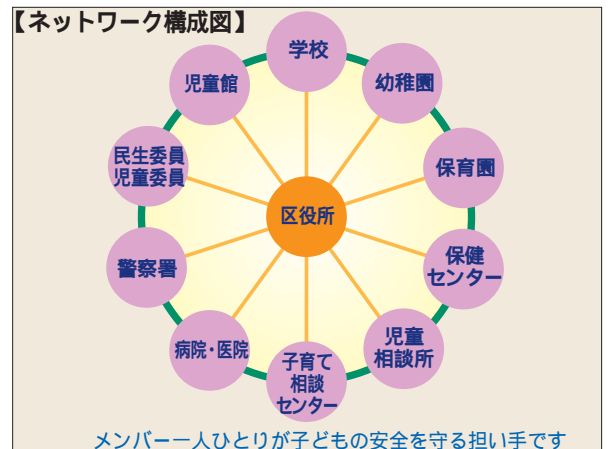 【ネットワーク構成図】
学校
幼稚園
保育園
保健
センター
児童
相談所
子育て
相談
センター
病院・医院
警察署
民生委員
児童委員
児童館
区役所
メンバー一人ひとりが子どもの安全を守る担い手です